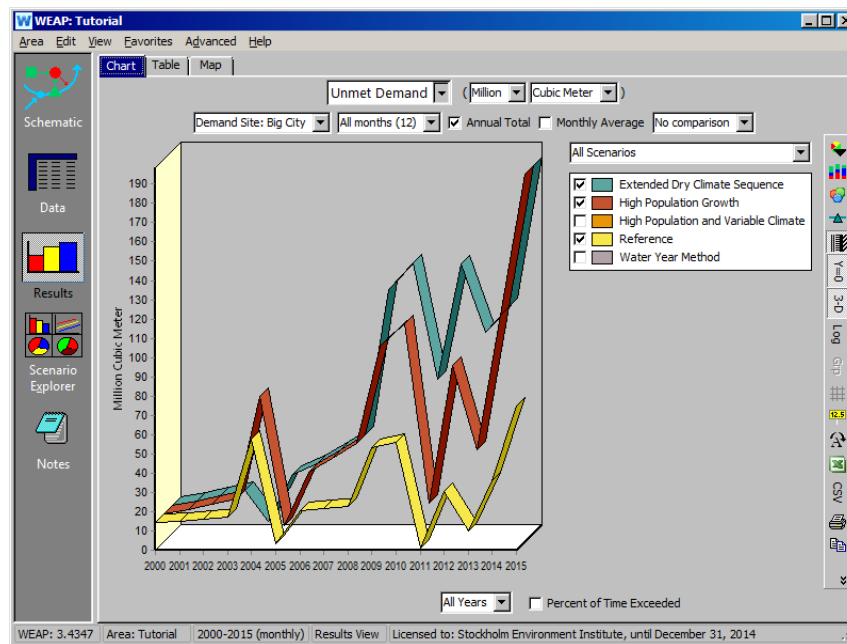 WEAP: Tutorial
Area Edit View Favorites Advanced Help
Chart Table Map
Unmet Demand ( Million Cubic Meter )
Demand Site: Big City All months (12) Annual Total Monthly Average No comparison
All Scenarios
Extended Dry Climate Sequence
High Population Growth
High Population and Variable Climate
Reference
Water Year Method
Schematic
Data
Results
Scenario
Explorer
Notes
Million Cubic Meter
190
180
170
160
150
140
130
120
110
100
90
80
70
60
50
40
30
20
10
0
2000 2001 2002 2003 2004 2005 2006 2007 2008 2009 2010 2011 2012 2013 2014 2015
Y=0
3-D
Log
Grp
12.5
A
CSV
All Years Percent of Time Exceeded
WEAP: 3.4347 Area: Tutorial 2000-2015 (monthly) Results View Licensed to: Stockholm Environment Institute, until December 31, 2014